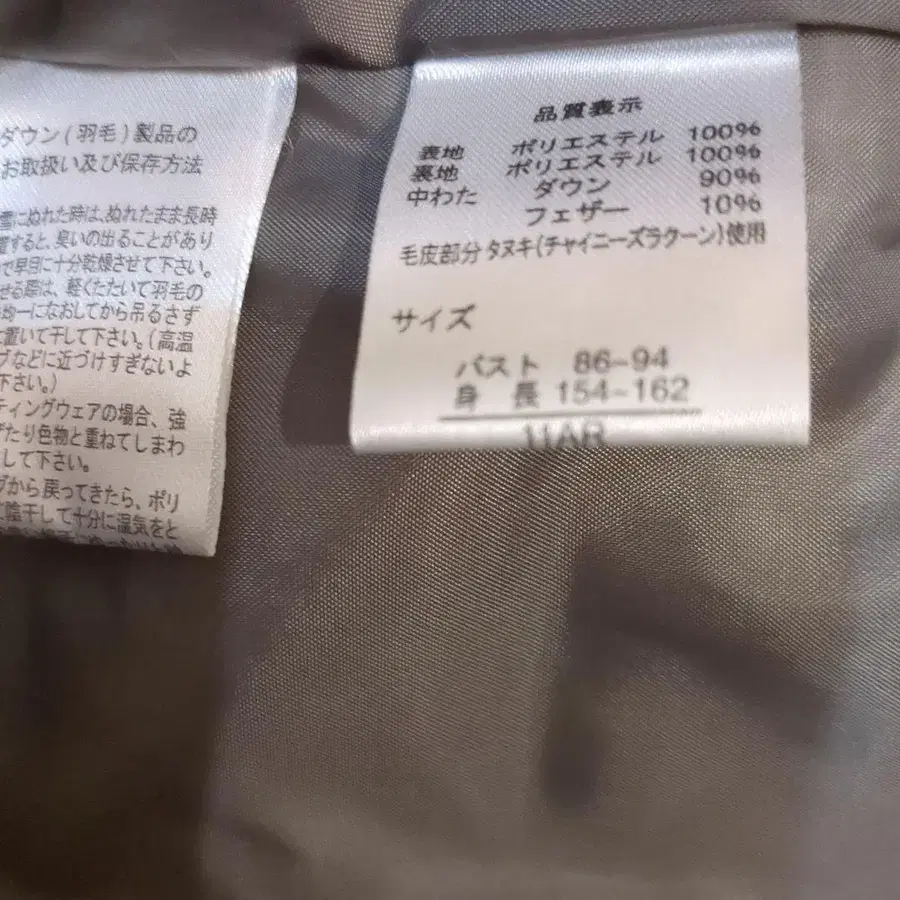 ダウン(羽毛)製品の
お取扱い及び保存方法
にぬれた時は、ぬれたまま長時
置すると、臭いの出ることがあり
で早目に十分乾燥させて下さい。
せる際は、軽くたたいて羽毛の
均一になおしてから吊るさず
に置いて干して下さい。(高温
ブなどに近づけすぎないよ
下さい。)
ティングウェアの場合、強
ずたり色物と重ねてしまわ
して下さい。
グから戻ってきたら、ポリ
陰干して十分に湿気をと
品質表示
表地 ポリエステル 100%
裏地 ポリエステル 100%
中わた ダウン 90%
フェザー 10%
毛皮部分 タヌキ(チャイニーズラクーン)使用
サイズ
バスト 86~94
身長 154~162
11AR